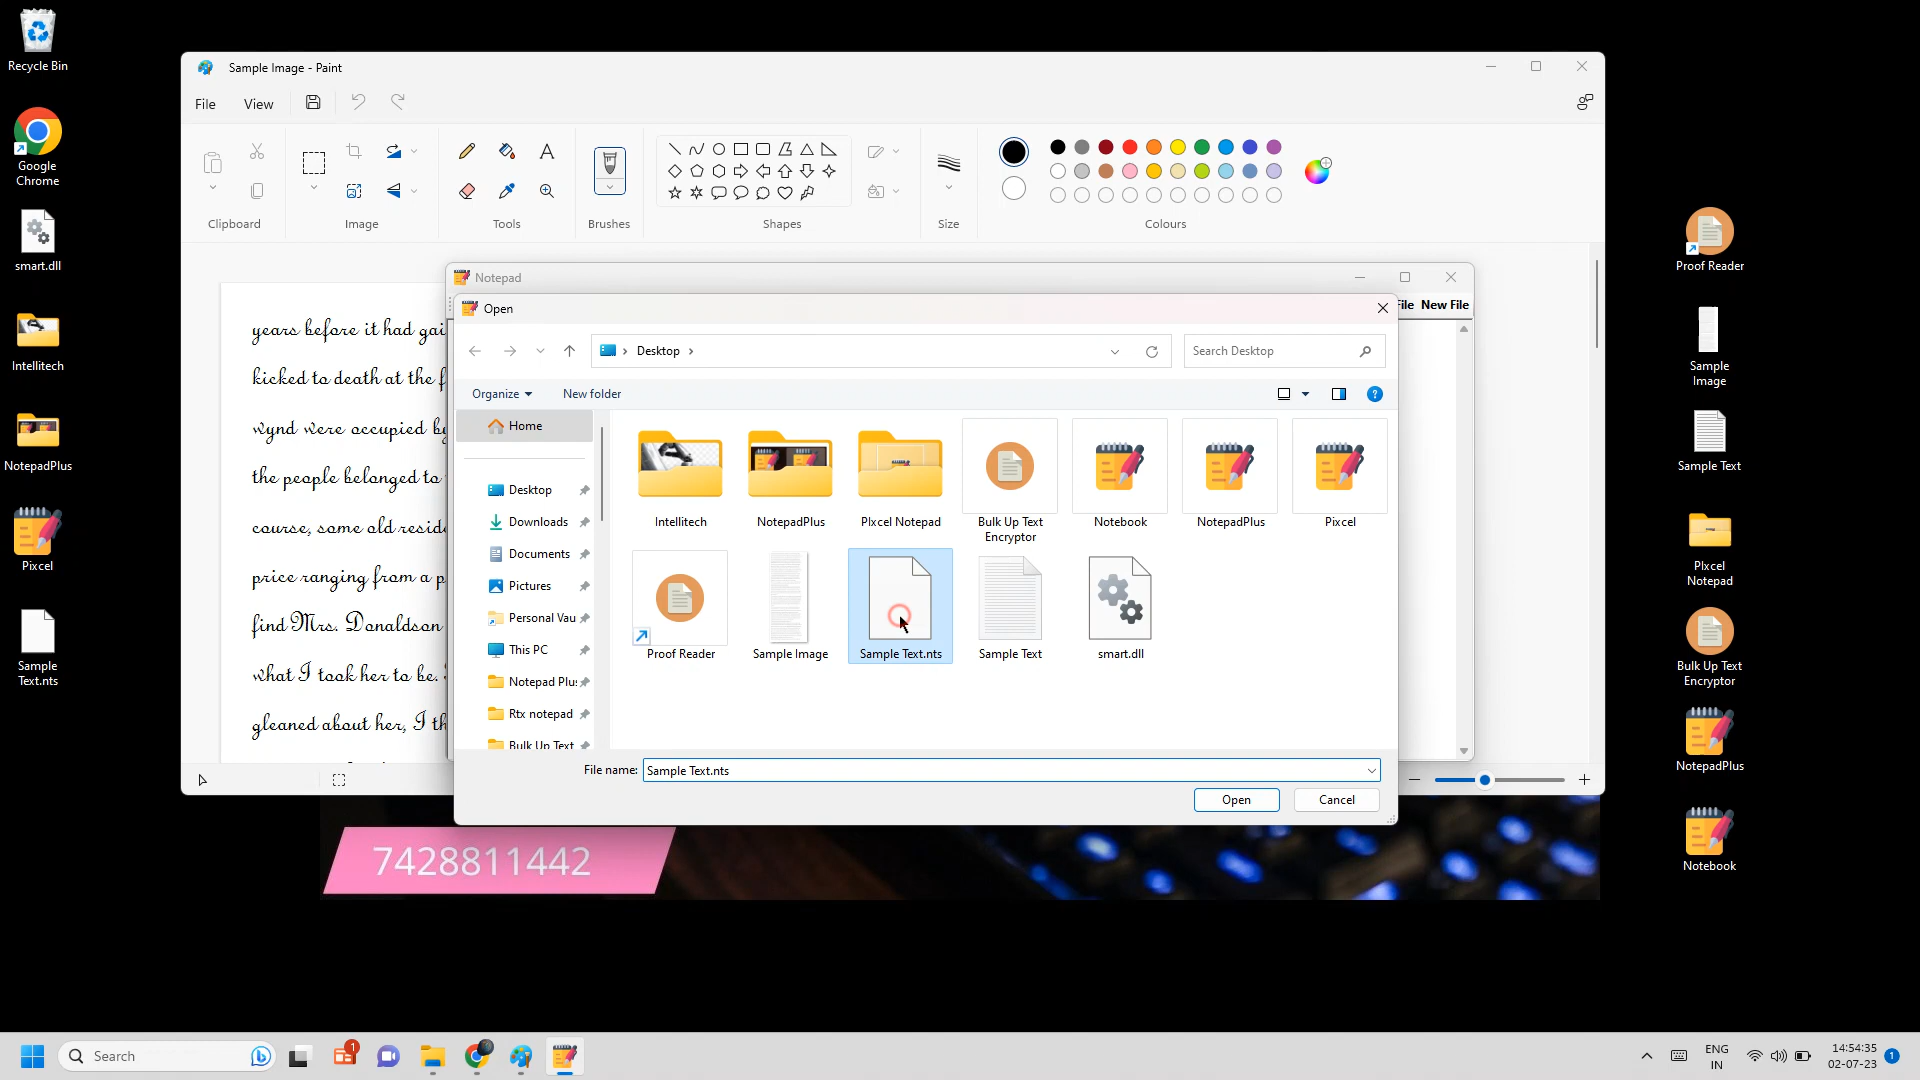 Recycle Bin
Google
Chrome
smart.dll
Intellitech
NotepadPlus
Pixcel
Sample
Text.nts
Sample Image - Paint
File
View
Clipboard
Image
Tools
Brushes
Shapes
Size
Colours
years before it had gai
kicked to death at the f
wynd were occupied by
the people belonged to
course, some old reside
price ranging from a p
find Mrs. Donaldson
what I took her to be.
gleaned about her, I th
Notepad
File New File
Open
Desktop
Search Desktop
Organize
New folder
Home
Desktop
Downloads
Documents
Pictures
Personal Vau
This PC
Notepad Plu
Rtx notepad
Bulk Up Text
Intellitech
NotepadPlus
PIxcel Notepad
Bulk Up Text
Encryptor
Notebook
NotepadPlus
Pixcel
Proof Reader
Sample Image
Sample Text.nts
Sample Text
smart.dll
File name:
Sample Text.nts
Open
Cancel
7428811442
Proof Reader
Sample
Image
Sample Text
PIxcel
Notepad
Bulk Up Text
Encryptor
NotepadPlus
Notebook
Search
1
ENG
IN
14:54:35
02-07-23
1